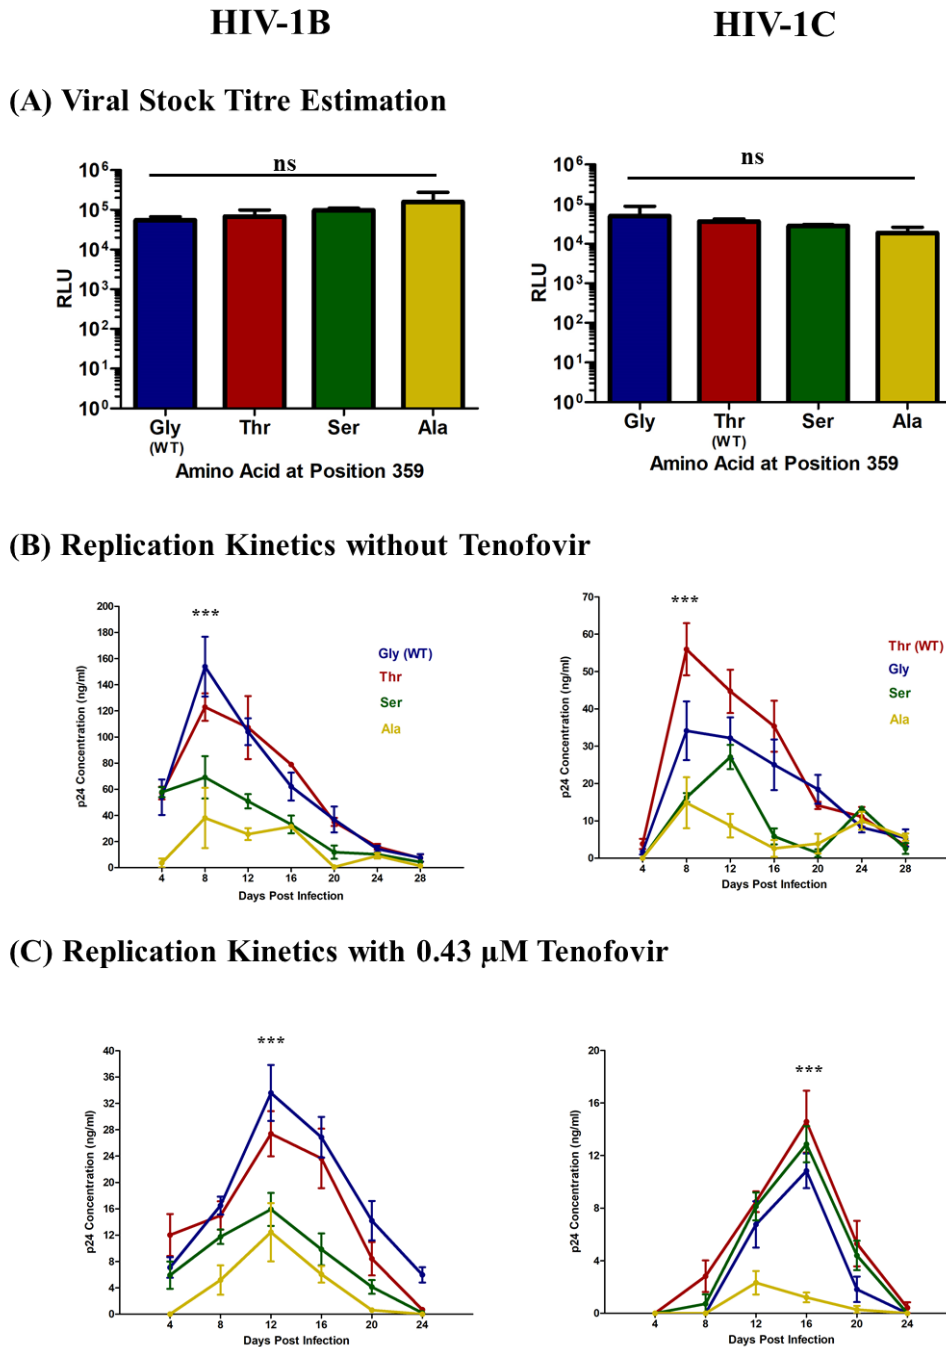 HIV-1B
HIV-1C
(A) Viral Stock Titre Estimation
ns
10^6
10^5
10^4
10^3
10^2
10^1
10^0
RLU
Gly
(WT)
Thr
Ser
Ala
Amino Acid at Position 359
ns
10^6
10^5
10^4
10^3
10^2
10^1
10^0
RLU
Gly
Thr
(WT)
Ser
Ala
Amino Acid at Position 359
(B) Replication Kinetics without Tenofovir
***
200
180
160
140
120
100
80
60
40
20
0
p24 Concentration (ng/ml)
Gly (WT)
Thr
Ser
Ala
4 8 12 16 20 24 28
Days Post Infection
***
70
60
50
40
30
20
10
0
p24 Concentration (ng/ml)
Thr (WT)
Gly
Ser
Ala
4 8 12 16 20 24 28
Days Post Infection
(C) Replication Kinetics with 0.43 μM Tenofovir
***
40
36
32
28
24
20
16
12
8
4
0
p24 Concentration (ng/ml)
4 8 12 16 20 24
Days Post Infection
***
20
16
12
8
4
0
p24 Concentration (ng/ml)
4 8 12 16 20 24
Days Post Infection